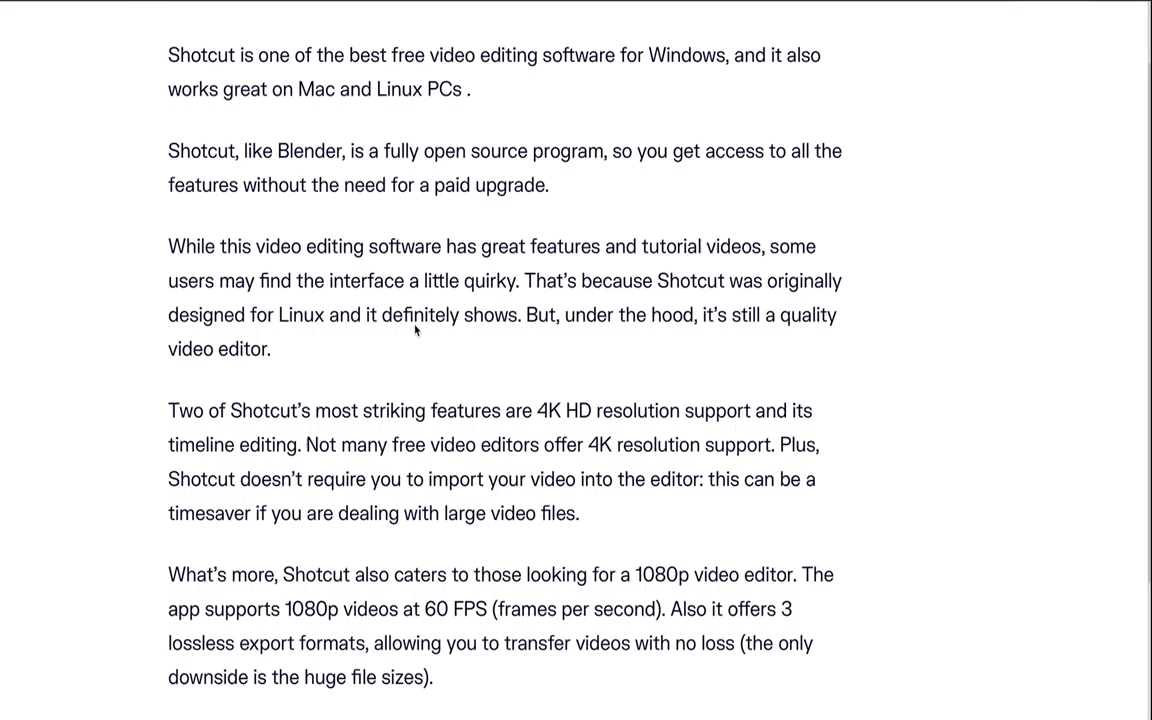 Shotcut is one of the best free video editing software for Windows, and it also
works great on Mac and Linux PCs .
Shotcut, like Blender, is a fully open source program, so you get access to all the
features without the need for a paid upgrade.
While this video editing software has great features and tutorial videos, some
users may find the interface a little quirky. That’s because Shotcut was originally
designed for Linux and it definitely shows. But, under the hood, it’s still a quality
video editor.
Two of Shotcut’s most striking features are 4K HD resolution support and its
timeline editing. Not many free video editors offer 4K resolution support. Plus,
Shotcut doesn’t require you to import your video into the editor: this can be a
timesaver if you are dealing with large video files.
What’s more, Shotcut also caters to those looking for a 1080p video editor. The
app supports 1080p videos at 60 FPS (frames per second). Also it offers 3
lossless export formats, allowing you to transfer videos with no loss (the only
downside is the huge file sizes).